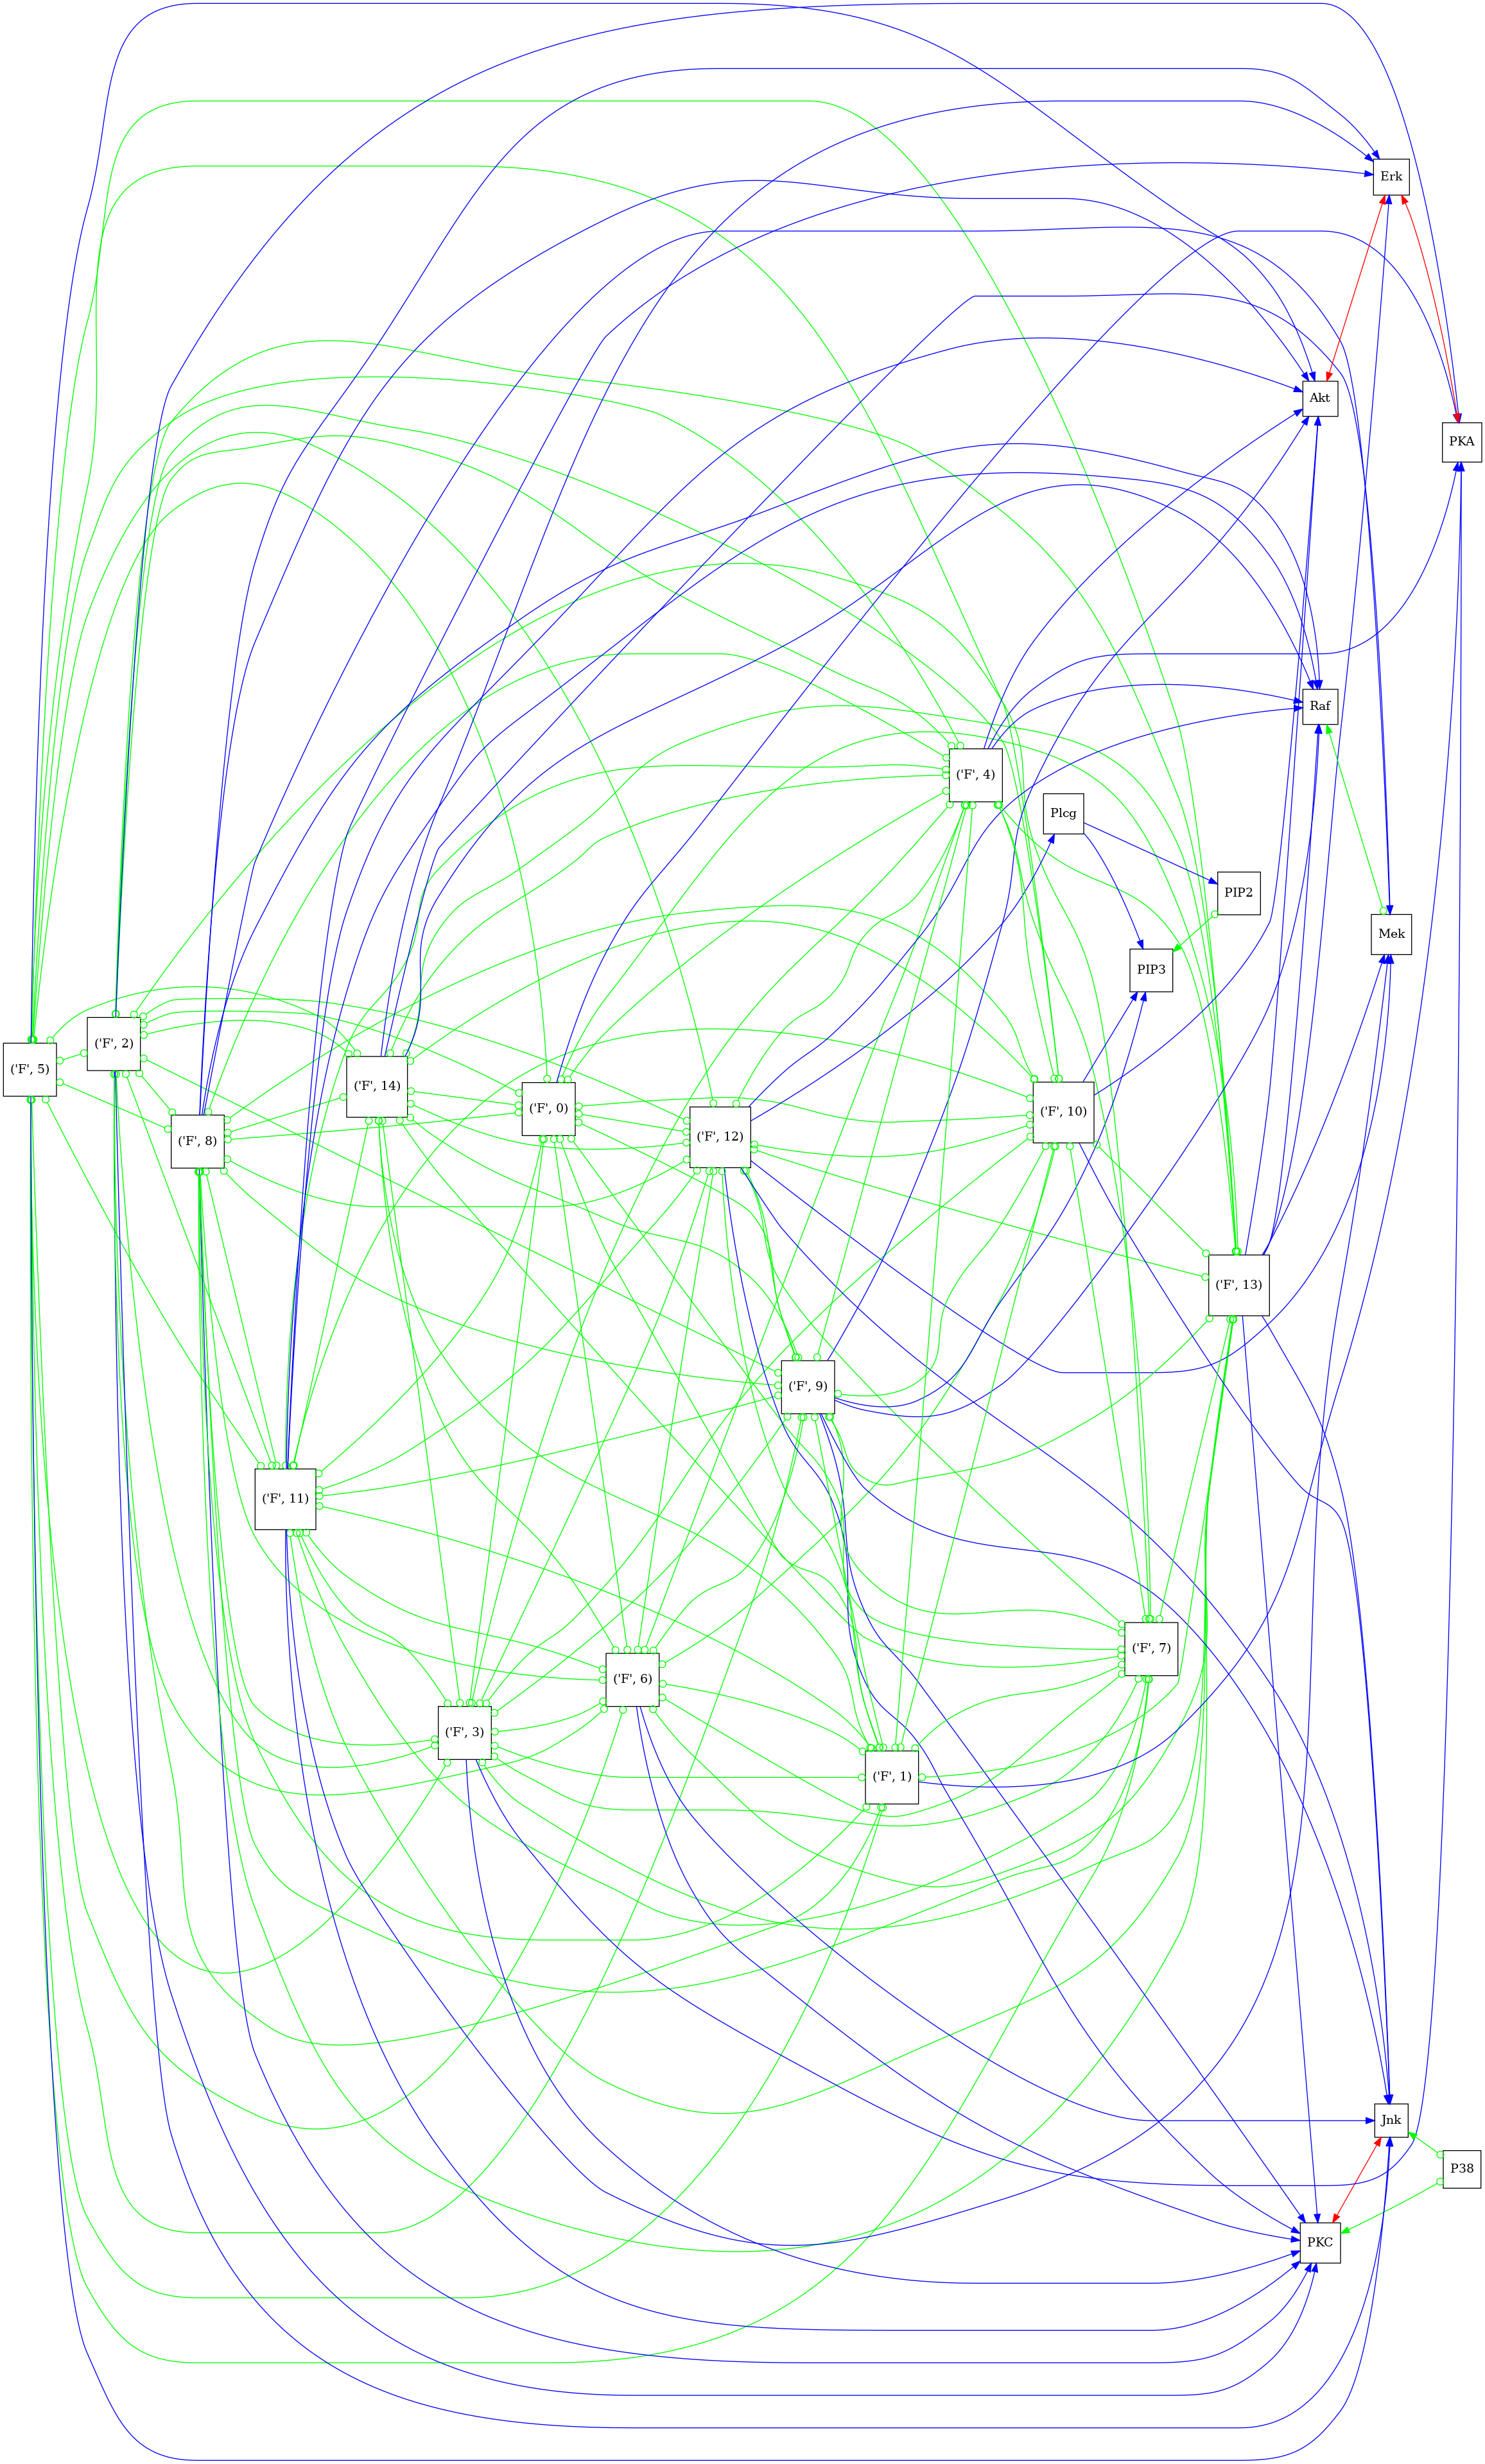 Erk
Akt
PKA
Raf
('F', 4)
Plcg
PIP2
Mek
PIP3
('F', 2)
('F', 5)
('F', 14)
('F', 0)
('F', 10)
('F', 12)
('F', 8)
('F', 13)
('F', 9)
('F', 11)
('F', 7)
('F', 6)
('F', 3)
('F', 1)
Jnk
P38
PKC